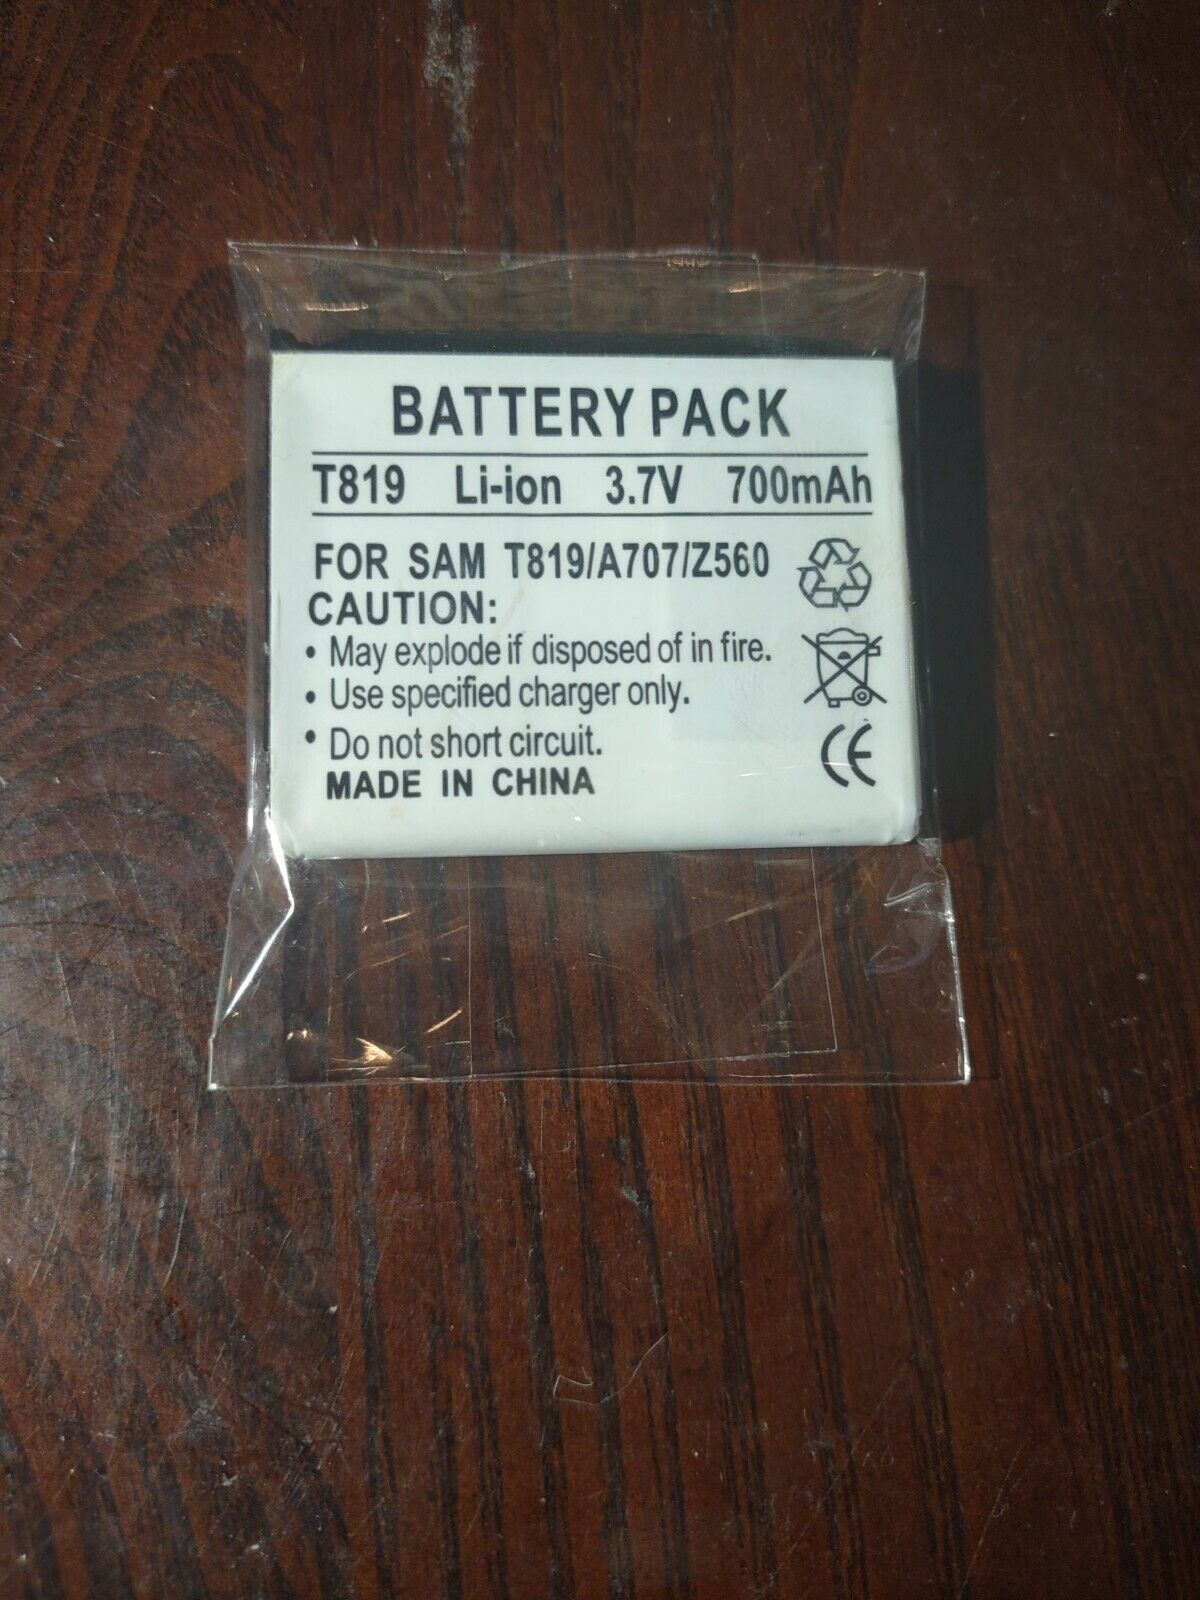 BATTERY PACK
T819 Li-ion 3.7V 700mAh
FOR SAM T819/A707/Z560
CAUTION:
• May explode if disposed of in fire.
• Use specified charger only.
• Do not short circuit.
MADE IN CHINA
CE